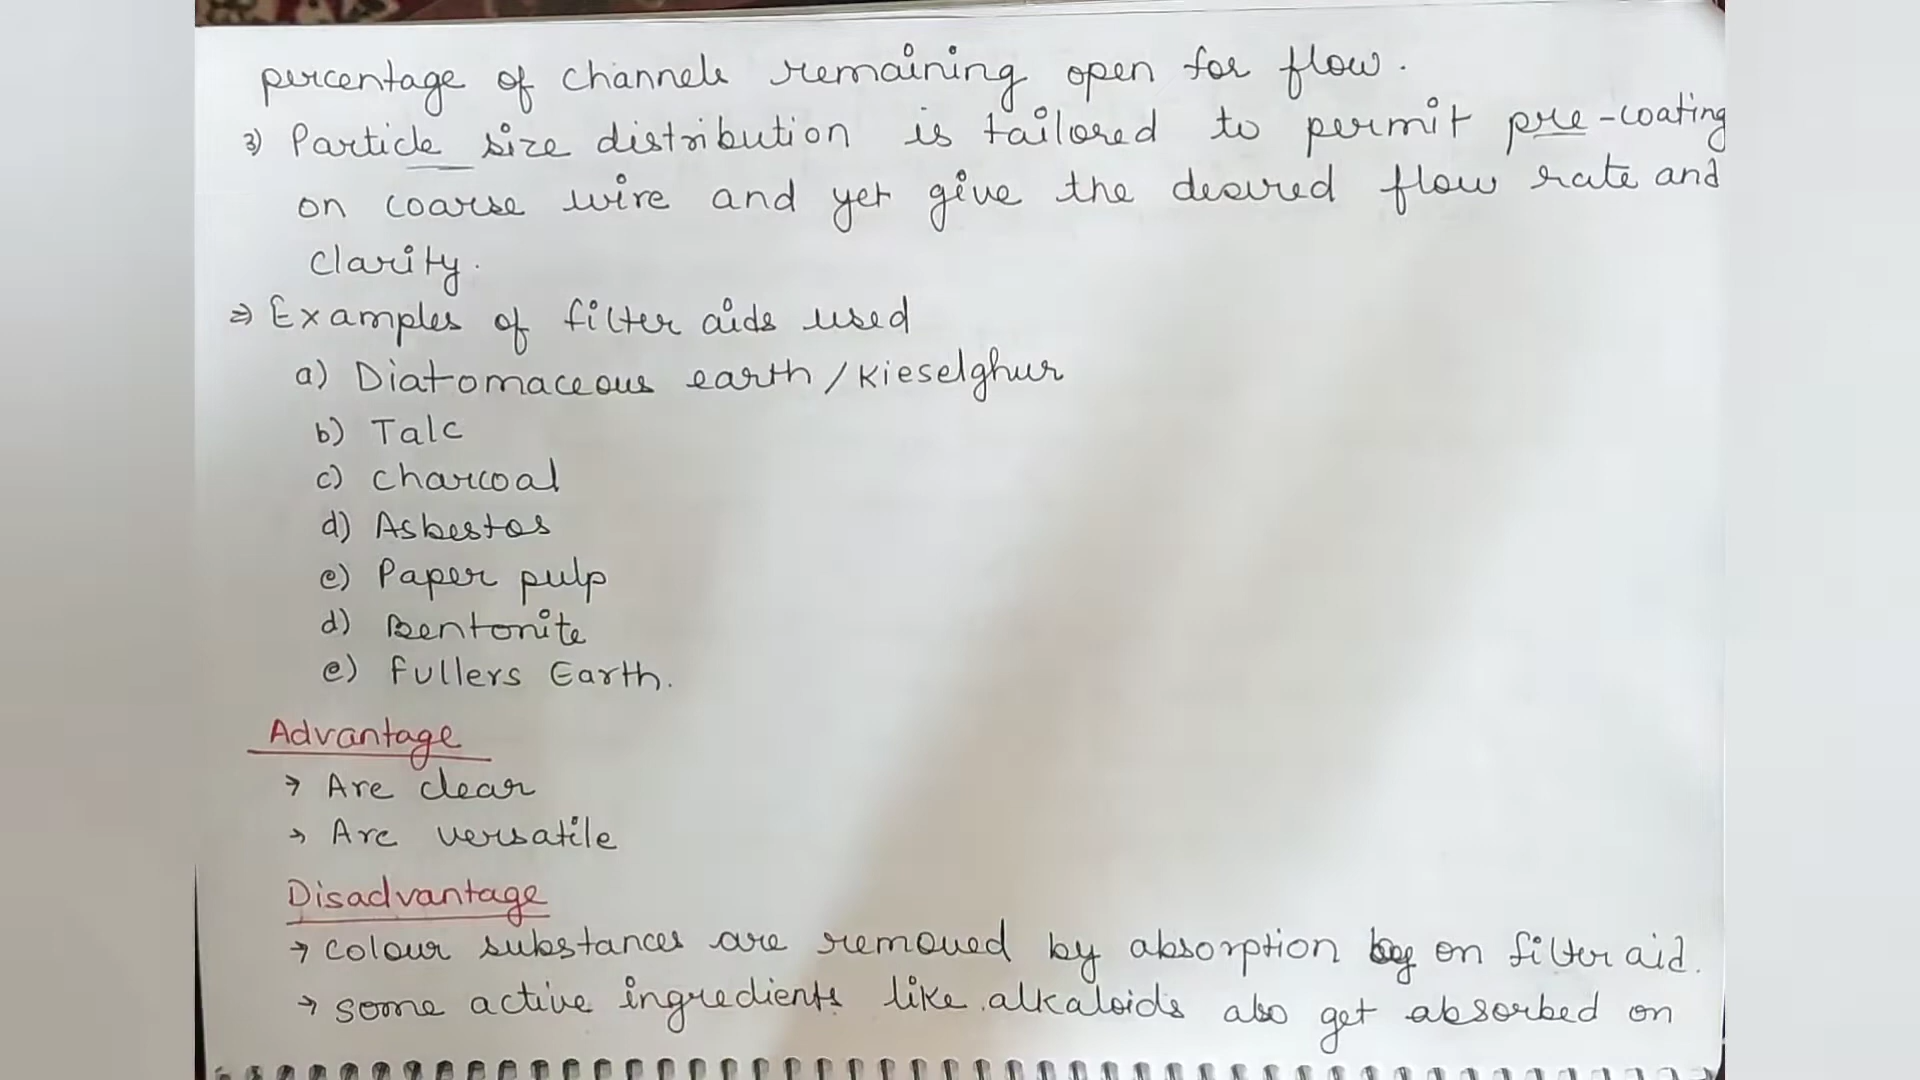 percentage of channels remaining open for flow.
3) Particle size distribution is tailored to permit pre-coating
on coarse wire and yet give the desired flow rate and
clarity.
⇒ Examples of filter aids used
a) Diatomaceous earth/Kieselghur
b) Talc
c) charcoal
d) Asbestos
e) Paper pulp
d) Bentonite
e) Fullers Earth.
Advantage
→ Are clear
→ Are versatile
Disadvantage
→ colour substances are removed by absorption by on filter aid.
→ some active ingredients like alkaloids also get absorbed on